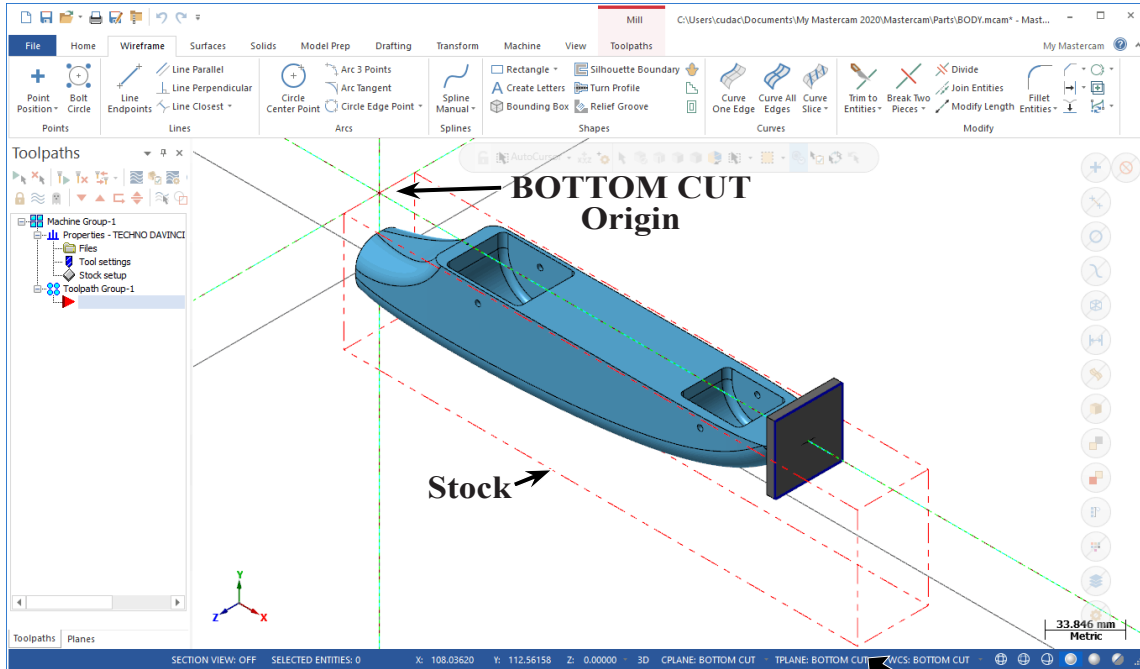 Mill
C:\Users\cudac\Documents\My Mastercam 2020\Mastercam\Parts\BODY.mcam* - Mast...
File Home Wireframe Surfaces Solids Model Prep Drafting Transform Machine View Toolpaths My Mastercam
Point Position
Bolt Circle
Points
Line Endpoints
Line Parallel
Line Perpendicular
Line Closest
Lines
Circle Center Point
Arc 3 Points
Arc Tangent
Circle Edge Point
Arcs
Spline Manual
Splines
Rectangle
Create Letters
Bounding Box
Silhouette Boundary
Turn Profile
Relief Groove
Shapes
Curve One Edge
Curve All Edges
Curve Slice
Curves
Trim to Entities
Break Two Pieces
Divide
Join Entities
Modify Length
Fillet Entities
Modify
Toolpaths
AutoCursor
Machine Group-1
Properties - TECHNO DAVINCI
Files
Tool settings
Stock setup
Toolpath Group-1
BOTTOM CUT
Origin
Stock
Y
Z
X
33.846 mm
Metric
Toolpaths Planes
SECTION VIEW: OFF SELECTED ENTITIES: 0 X: 108.03620 Y: 112.56158 Z: 0.00000 3D CPLANE: BOTTOM CUT TPLANE: BOTTOM CUT WCS: BOTTOM CUT